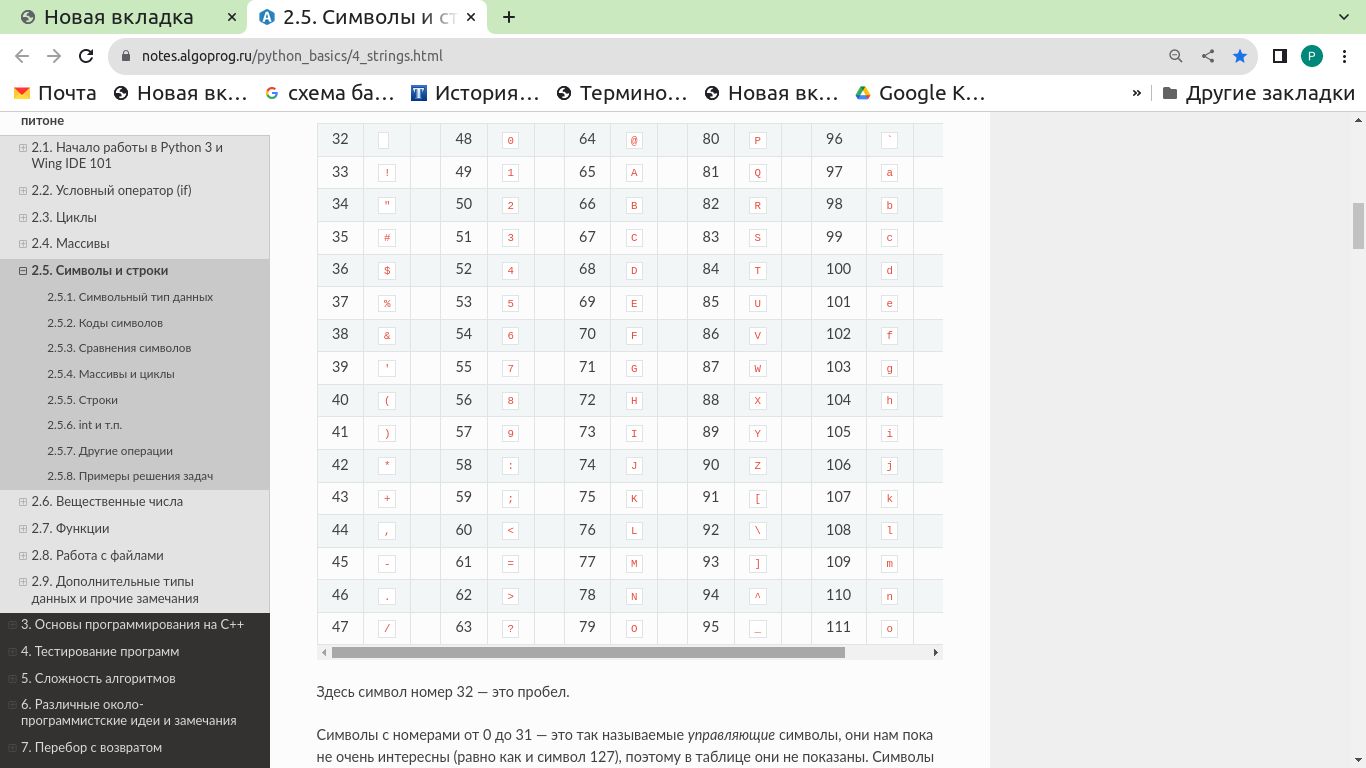 Новая вкладка
2.5. Символы и ст
notes.algoprog.ru/python_basics/4_strings.html
P
Почта Новая вк… схема ба… История… Термино… Новая вк… Google К… » Другие закладки
питоне
2.1. Начало работы в Python 3 и
Wing IDE 101
2.2. Условный оператор (if)
2.3. Циклы
2.4. Массивы
2.5. Символы и строки
2.5.1. Символьный тип данных
2.5.2. Коды символов
2.5.3. Сравнения символов
2.5.4. Массивы и циклы
2.5.5. Строки
2.5.6. int и т.п.
2.5.7. Другие операции
2.5.8. Примеры решения задач
2.6. Вещественные числа
2.7. Функции
2.8. Работа с файлами
2.9. Дополнительные типы
данных и прочие замечания
3. Основы программирования на C++
4. Тестирование программ
5. Сложность алгоритмов
6. Различные около-
программистские идеи и замечания
7. Перебор с возвратом
32 48 0 64 @ 80 P 96 `
33 ! 49 1 65 A 81 Q 97 a
34 " 50 2 66 B 82 R 98 b
35 # 51 3 67 C 83 S 99 c
36 $ 52 4 68 D 84 T 100 d
37 % 53 5 69 E 85 U 101 e
38 & 54 6 70 F 86 V 102 f
39 ' 55 7 71 G 87 W 103 g
40 ( 56 8 72 H 88 X 104 h
41 ) 57 9 73 I 89 Y 105 i
42 * 58 : 74 J 90 Z 106 j
43 + 59 ; 75 K 91 [ 107 k
44 , 60 < 76 L 92 \ 108 l
45 - 61 = 77 M 93 ] 109 m
46 . 62 > 78 N 94 ^ 110 n
47 / 63 ? 79 O 95 _ 111 o
Здесь символ номер 32 — это пробел.
Символы с номерами от 0 до 31 — это так называемые управляющие символы, они нам пока
не очень интересны (равно как и символ 127), поэтому в таблице они не показаны. Символы